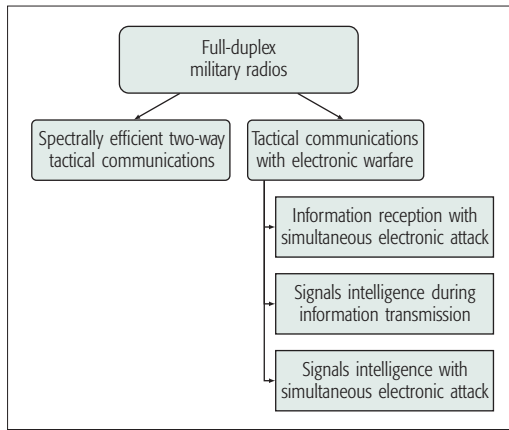 Full-duplex
military radios
Spectrally efficient two-way
tactical communications
Tactical communications
with electronic warfare
Information reception with
simultaneous electronic attack
Signals intelligence during
information transmission
Signals intelligence with
simultaneous electronic attack